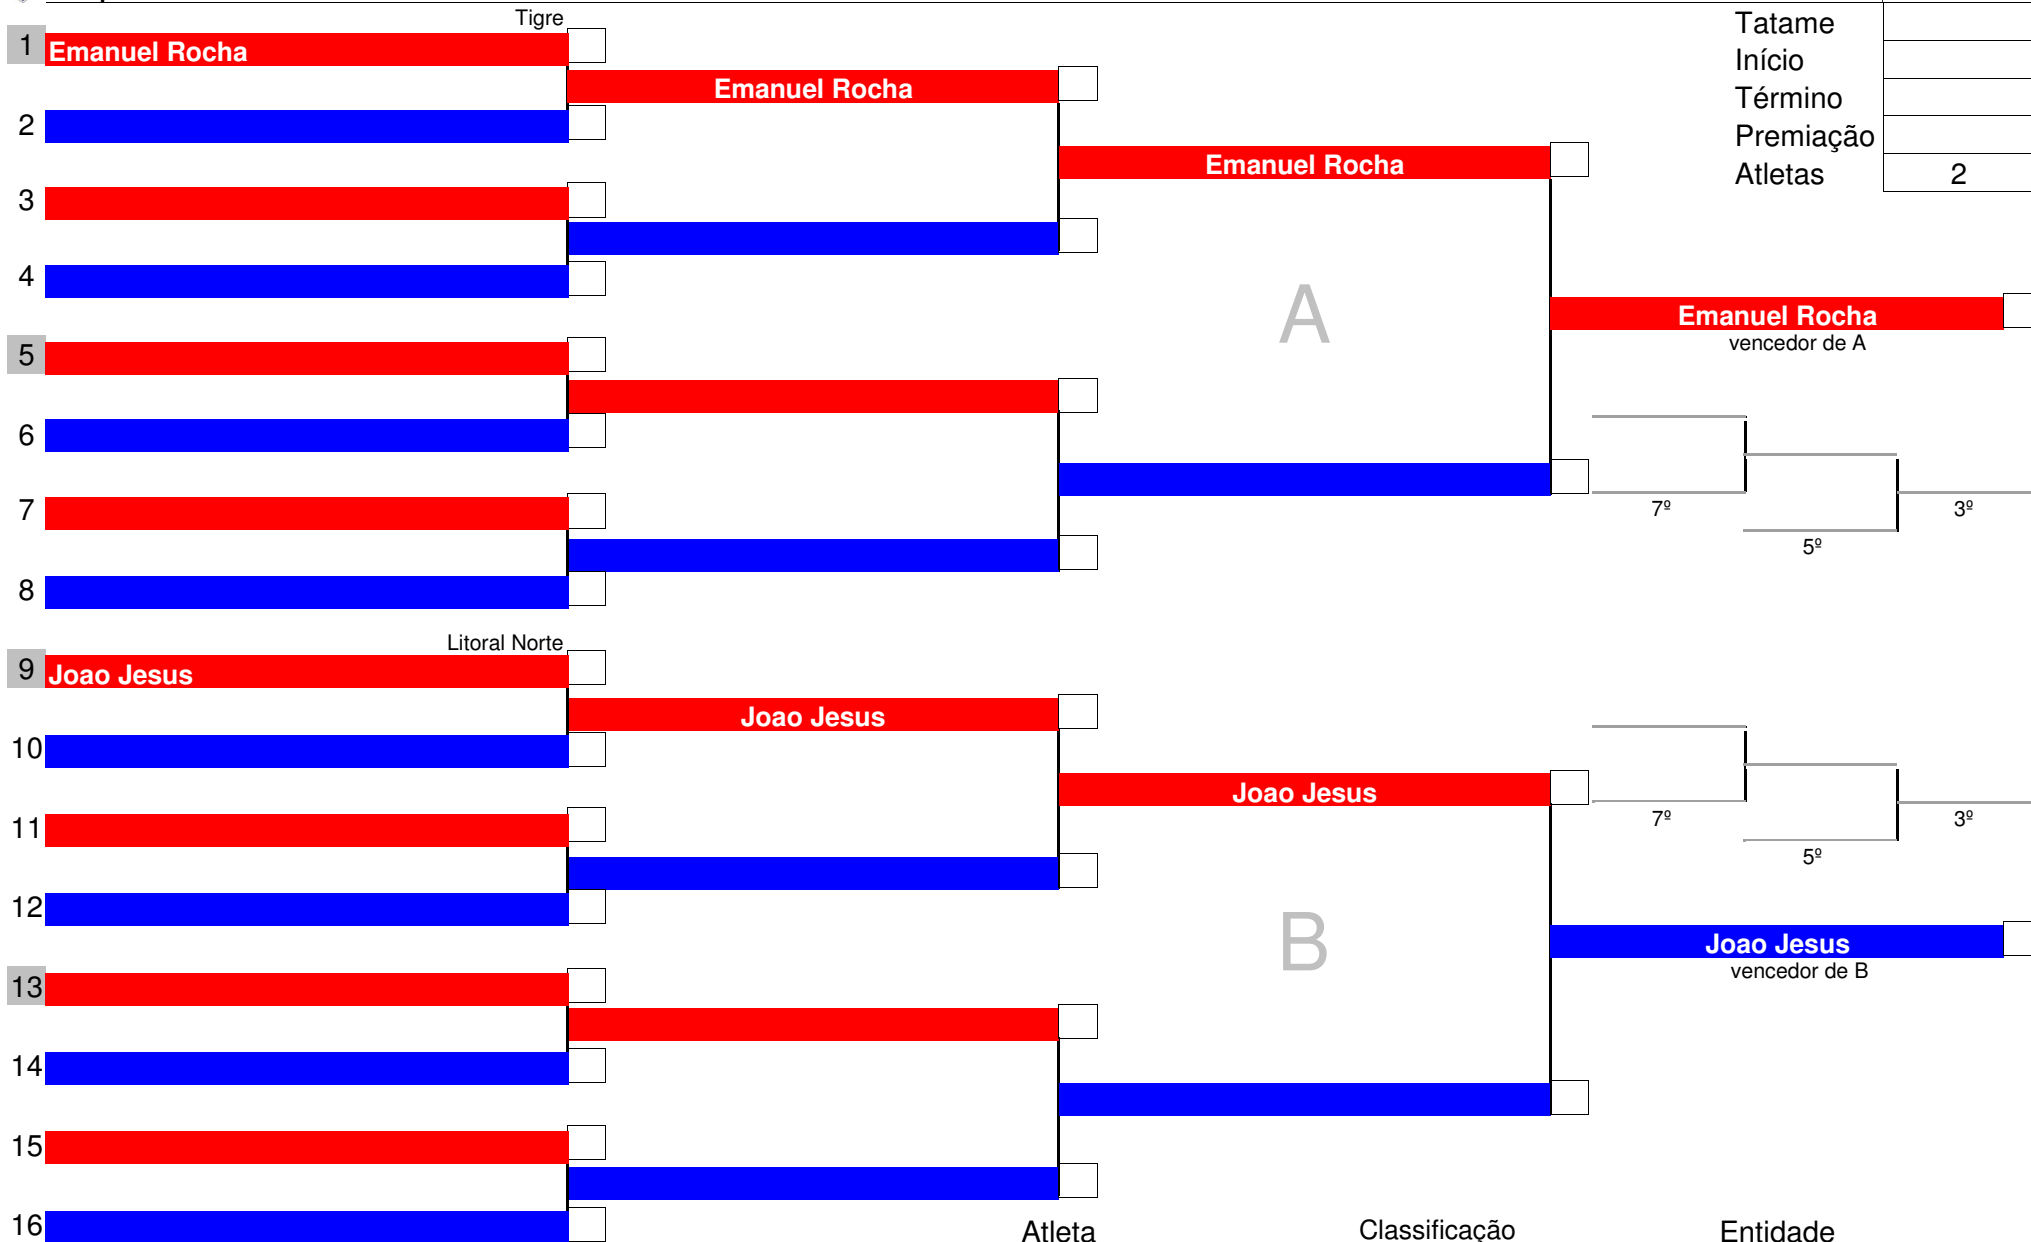 Tigre
Tatame
1 Emanuel Rocha
Início
Emanuel Rocha
Término
2
Premiação
Emanuel Rocha
Atletas 2
3
4
A
Emanuel Rocha
vencedor de A
5
6
7
7º
3º
5º
8
Litoral Norte
9 Joao Jesus
Joao Jesus
10
Joao Jesus
11
7º
3º
5º
12
B
Joao Jesus
vencedor de B
13
14
15
16
Atleta Classificação Entidade